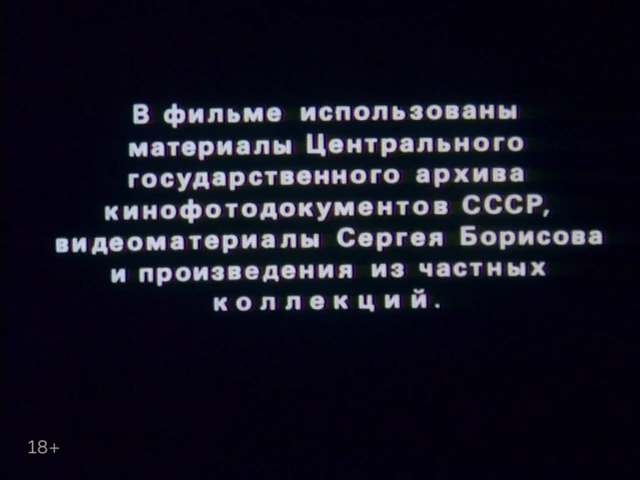 В фильме использованы
материалы Центрального
государственного архива
кинофотодокументов СССР,
видеоматериалы Сергея Борисова
и произведения из частных
коллекций.
18+